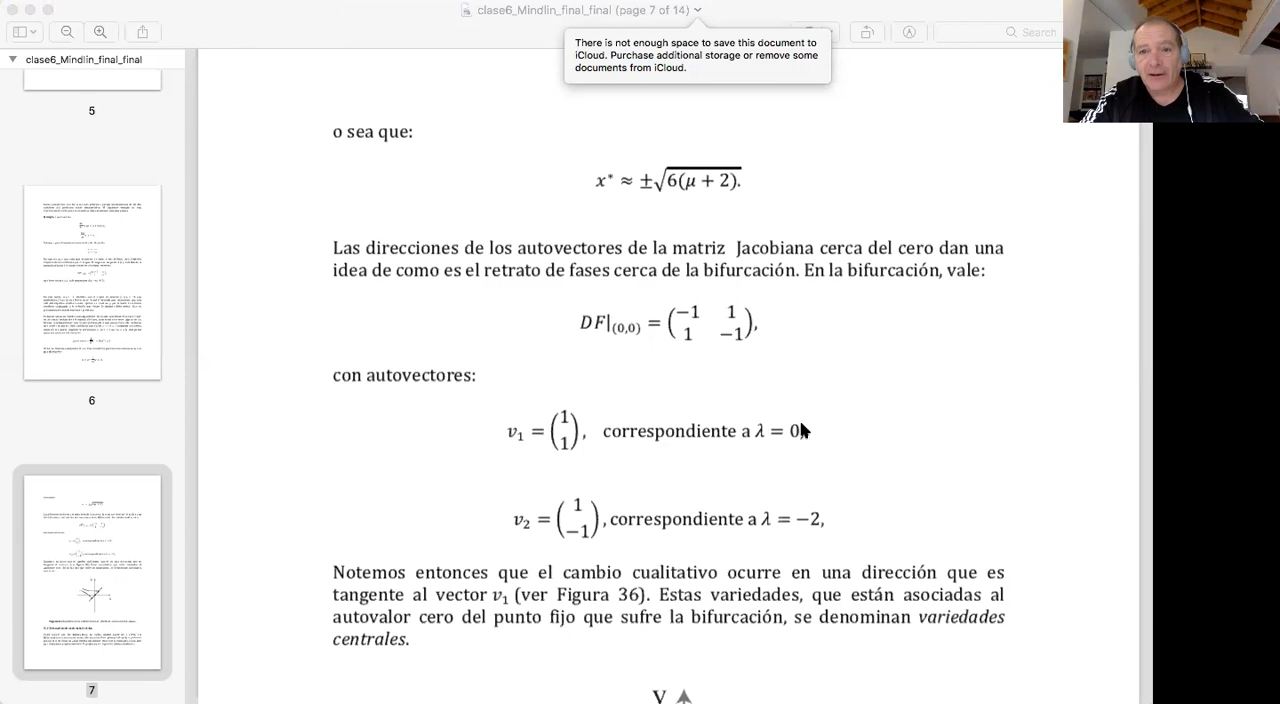 clase6_Mindlin_final_final (page 7 of 14)
Search
There is not enough space to save this document to
iCloud. Purchase additional storage or remove some
documents from iCloud.
clase6_Mindlin_final_final
5
6
7
o sea que:
x* ≈ ±√6(μ + 2).
Las direcciones de los autovectores de la matriz Jacobiana cerca del cero dan una
idea de como es el retrato de fases cerca de la bifurcación. En la bifurcación, vale:
DF|(0,0) = (−1 1
1 −1),
con autovectores:
v₁ = (1
1), correspondiente a λ = 0,
v₂ = (1
−1), correspondiente a λ = −2,
Notemos entonces que el cambio cualitativo ocurre en una dirección que es
tangente al vector v₁ (ver Figura 36). Estas variedades, que están asociadas al
autovalor cero del punto fijo que sufre la bifurcación, se denominan variedades
centrales.
V